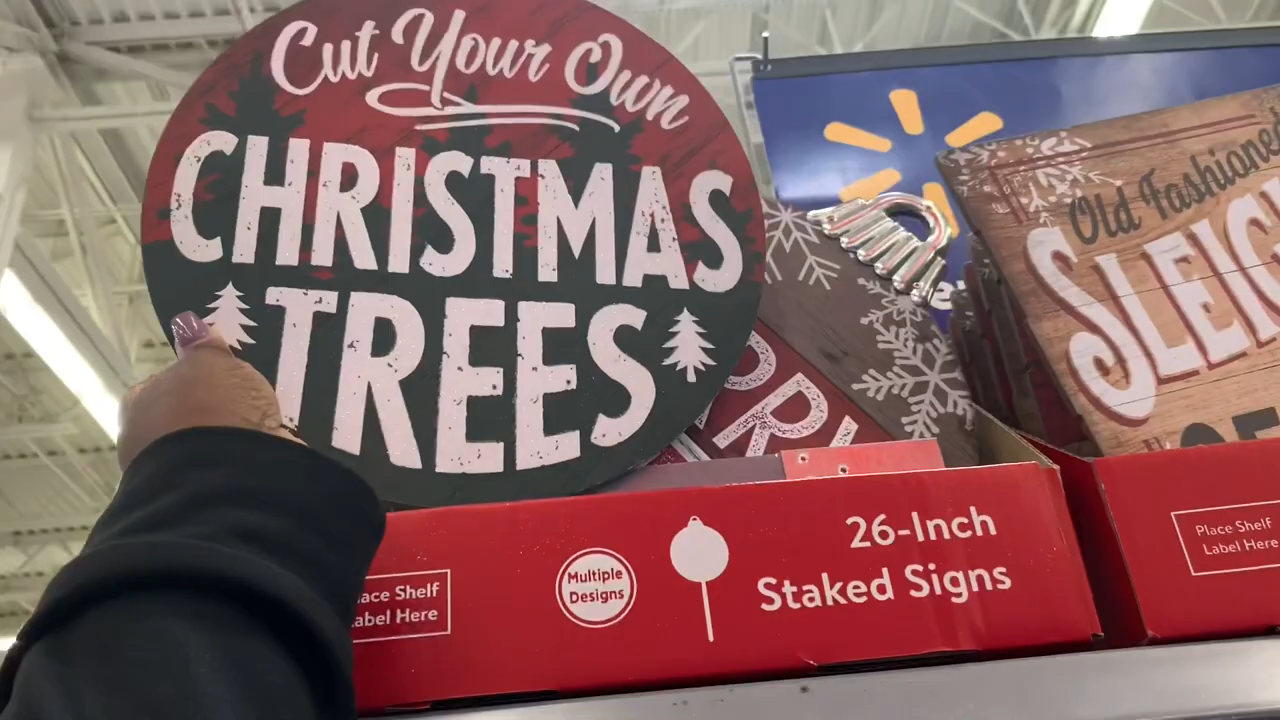 Cut Your Own
CHRISTMAS
TREES
Old Fashioned
SLEIG
26-Inch
Staked Signs
Multiple
Designs
lace Shelf
Label Here
Place Shelf
Label Here